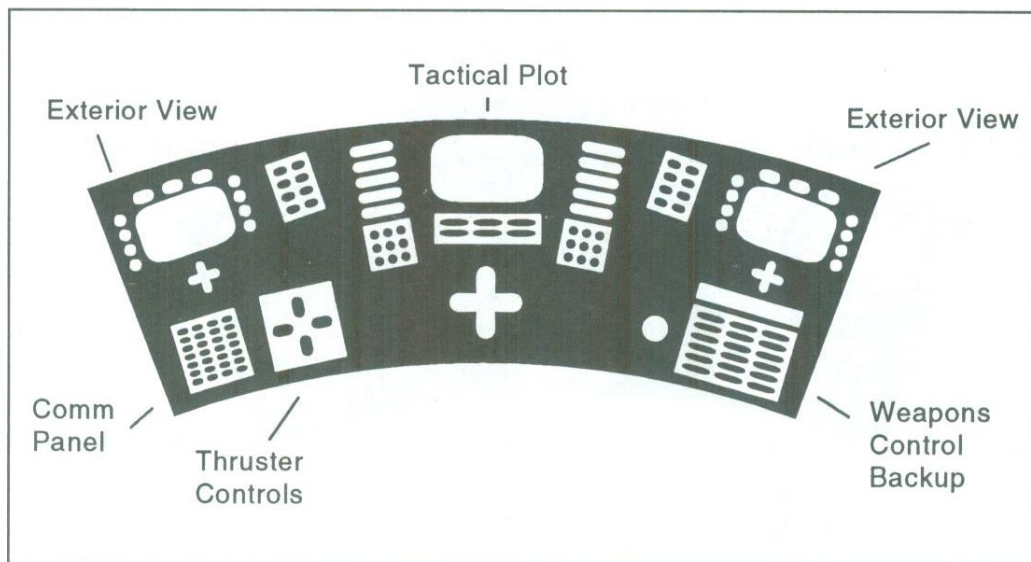 Tactical Plot
Exterior View
Exterior View
Comm
Panel
Thruster
Controls
Weapons
Control
Backup